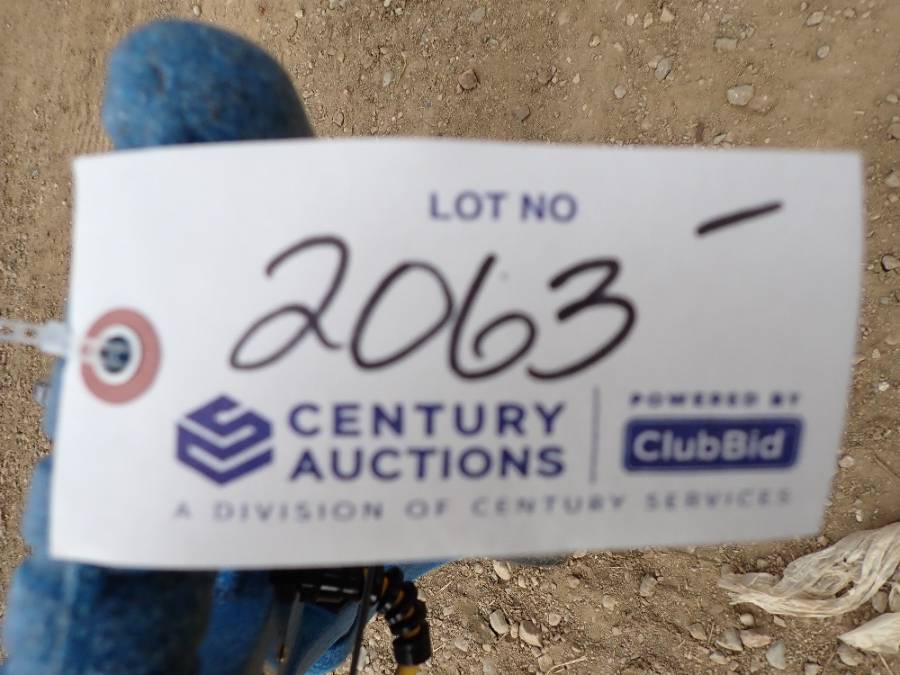 LOT NO
2063 -
CENTURY
AUCTIONS
POWERED BY
ClubBid
A DIVISION OF CENTURY SERVICES